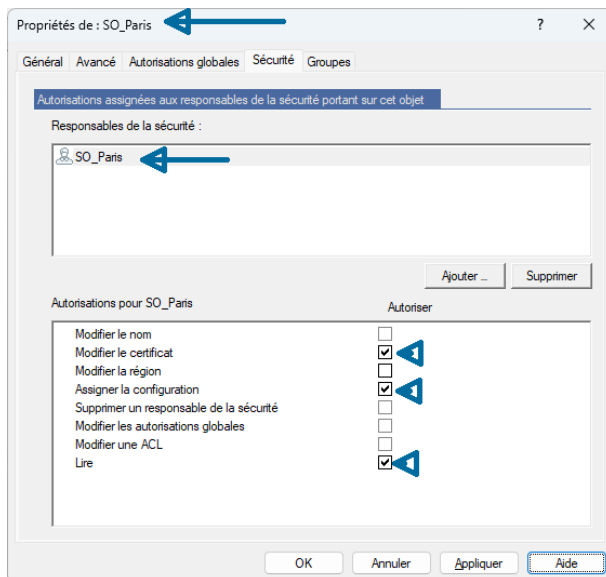 Propriétés de : SO_Paris ? ×
Général Avancé Autorisations globales Sécurité Groupes
Autorisations assignées aux responsables de la sécurité portant sur cet objet
Responsables de la sécurité :
SO_Paris
Ajouter ... Supprimer
Autorisations pour SO_Paris Autoriser
Modifier le nom
Modifier le certificat
Modifier la région
Assigner la configuration
Supprimer un responsable de la sécurité
Modifier les autorisations globales
Modifier une ACL
Lire
OK Annuler Appliquer Aide